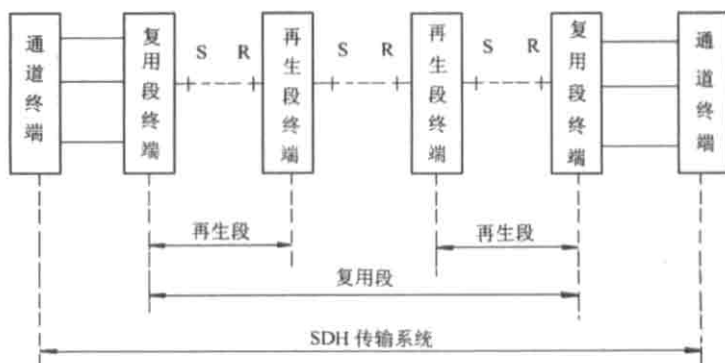 通道终端
复用段终端
S R
再生段终端
S R
再生段终端
S R
复用段终端
通道终端
再生段
再生段
复用段
SDH 传输系统